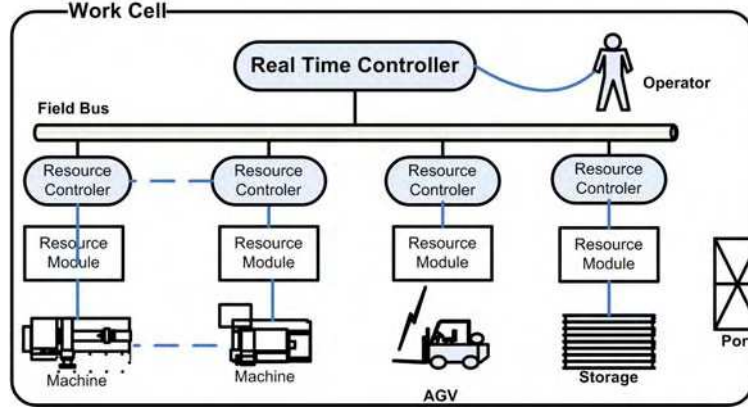 Work Cell
Real Time Controller
Operator
Field Bus
Resource
Controler
Resource
Controler
Resource
Controler
Resource
Controler
Resource
Module
Resource
Module
Resource
Module
Resource
Module
Machine
Machine
AGV
Storage
Por